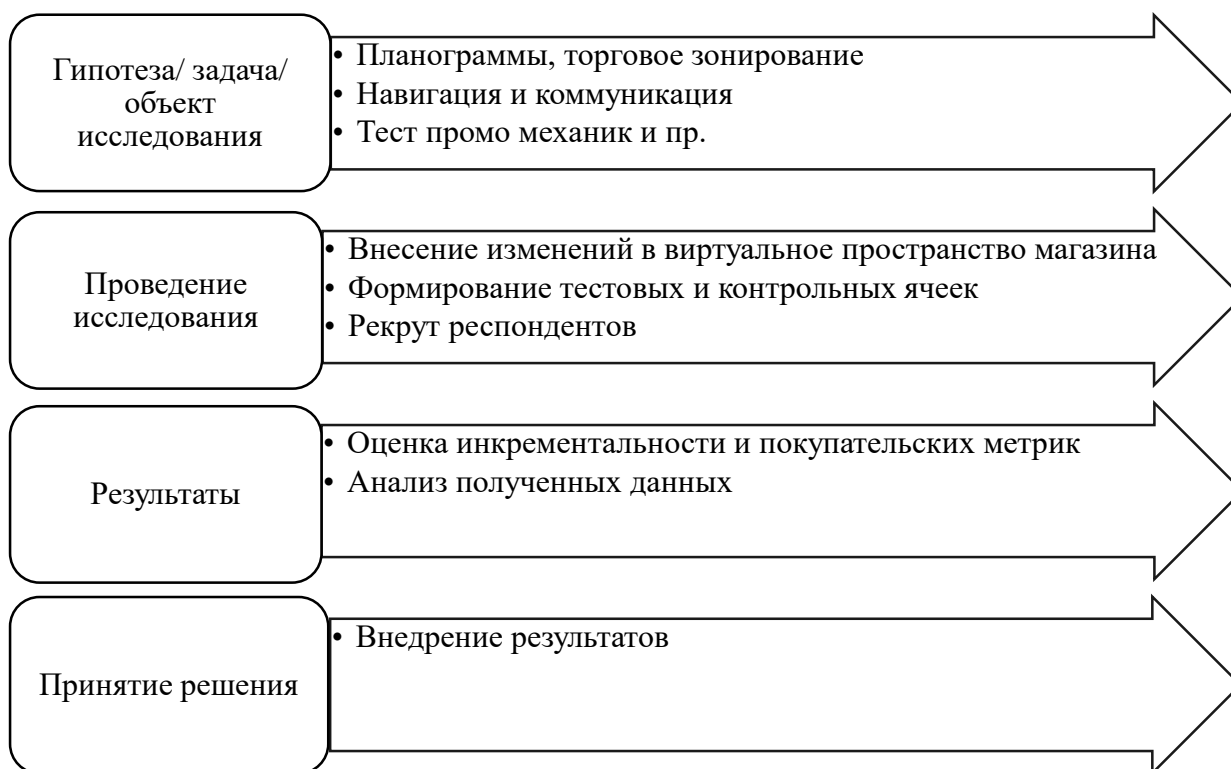 Гипотеза/ задача/
объект
исследования
• Планограммы, торговое зонирование
• Навигация и коммуникация
• Тест промо механик и пр.
Проведение
исследования
• Внесение изменений в виртуальное пространство магазина
• Формирование тестовых и контрольных ячеек
• Рекрут респондентов
Результаты
• Оценка инкрементальности и покупательских метрик
• Анализ полученных данных
Принятие решения
• Внедрение результатов